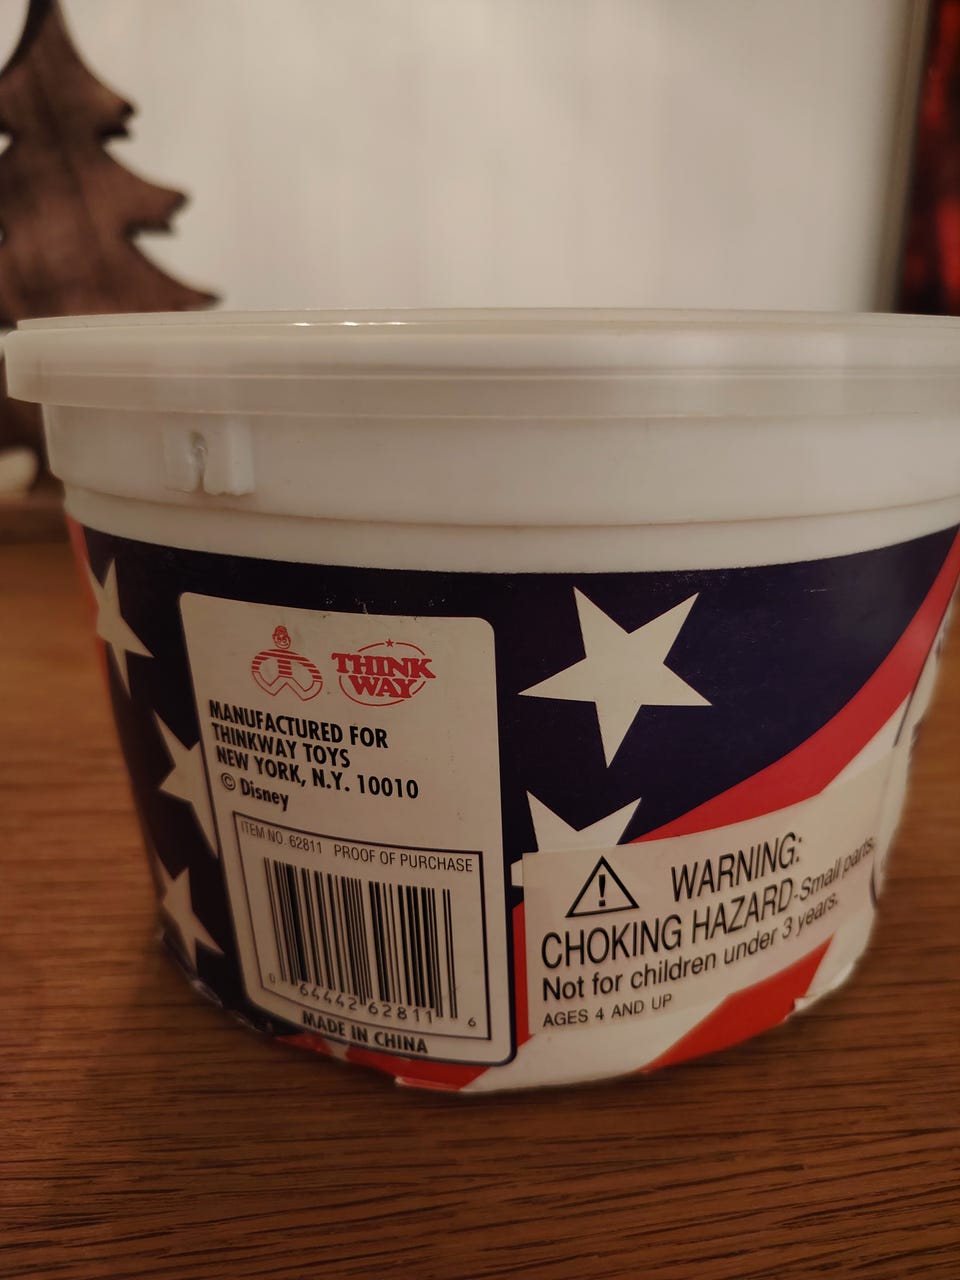 THINK
WAY
MANUFACTURED FOR
THINKWAY TOYS
NEW YORK, N.Y. 10010
© Disney
ITEM NO. 62811 PROOF OF PURCHASE
0 64442 62811 6
MADE IN CHINA
WARNING:
CHOKING HAZARD-Small parts.
Not for children under 3 years.
AGES 4 AND UP